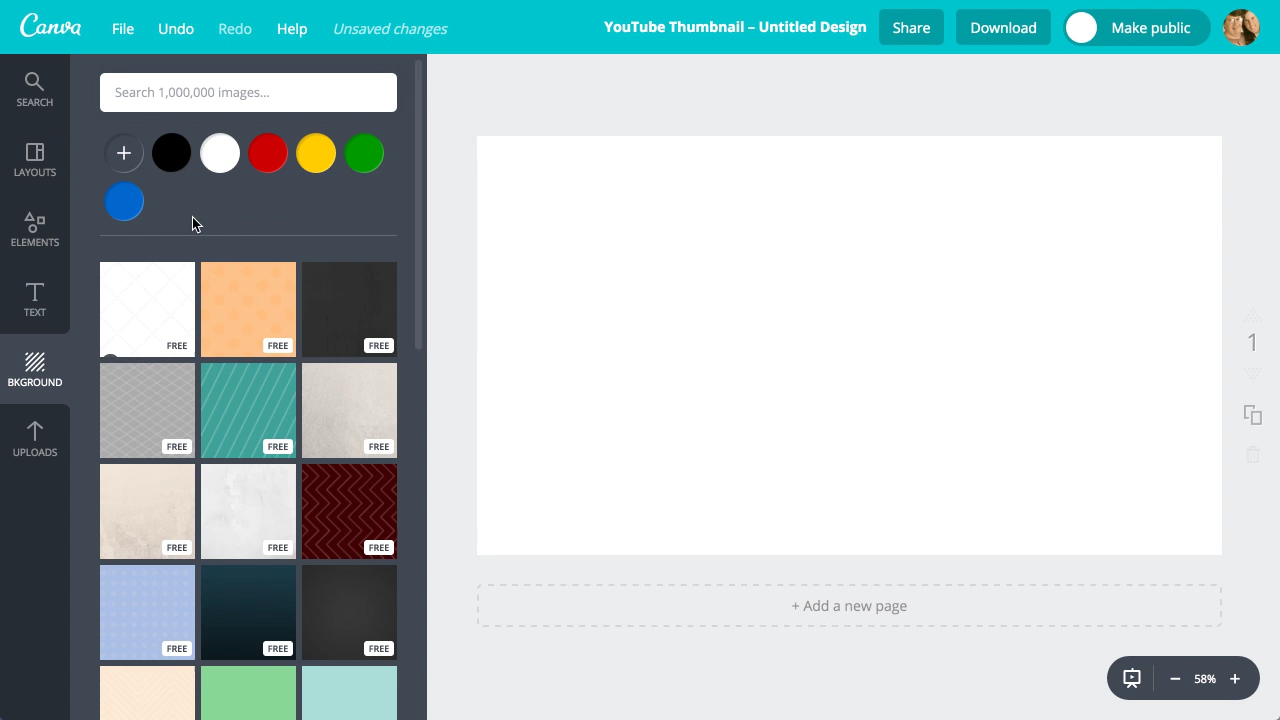 Canva
File
Undo
Redo
Help
Unsaved changes
YouTube Thumbnail – Untitled Design
Share
Download
Make public
SEARCH
LAYOUTS
ELEMENTS
TEXT
BKGROUND
UPLOADS
Search 1,000,000 images...
FREE
FREE
FREE
FREE
FREE
FREE
FREE
FREE
FREE
FREE
FREE
FREE
1
+ Add a new page
58%